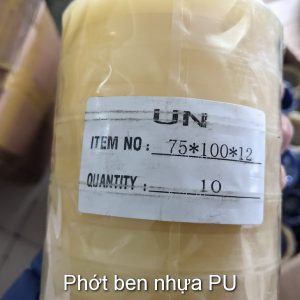 UN
ITEM NO : 75*100*12
QUANTITY : 10
Phớt ben nhựa PU